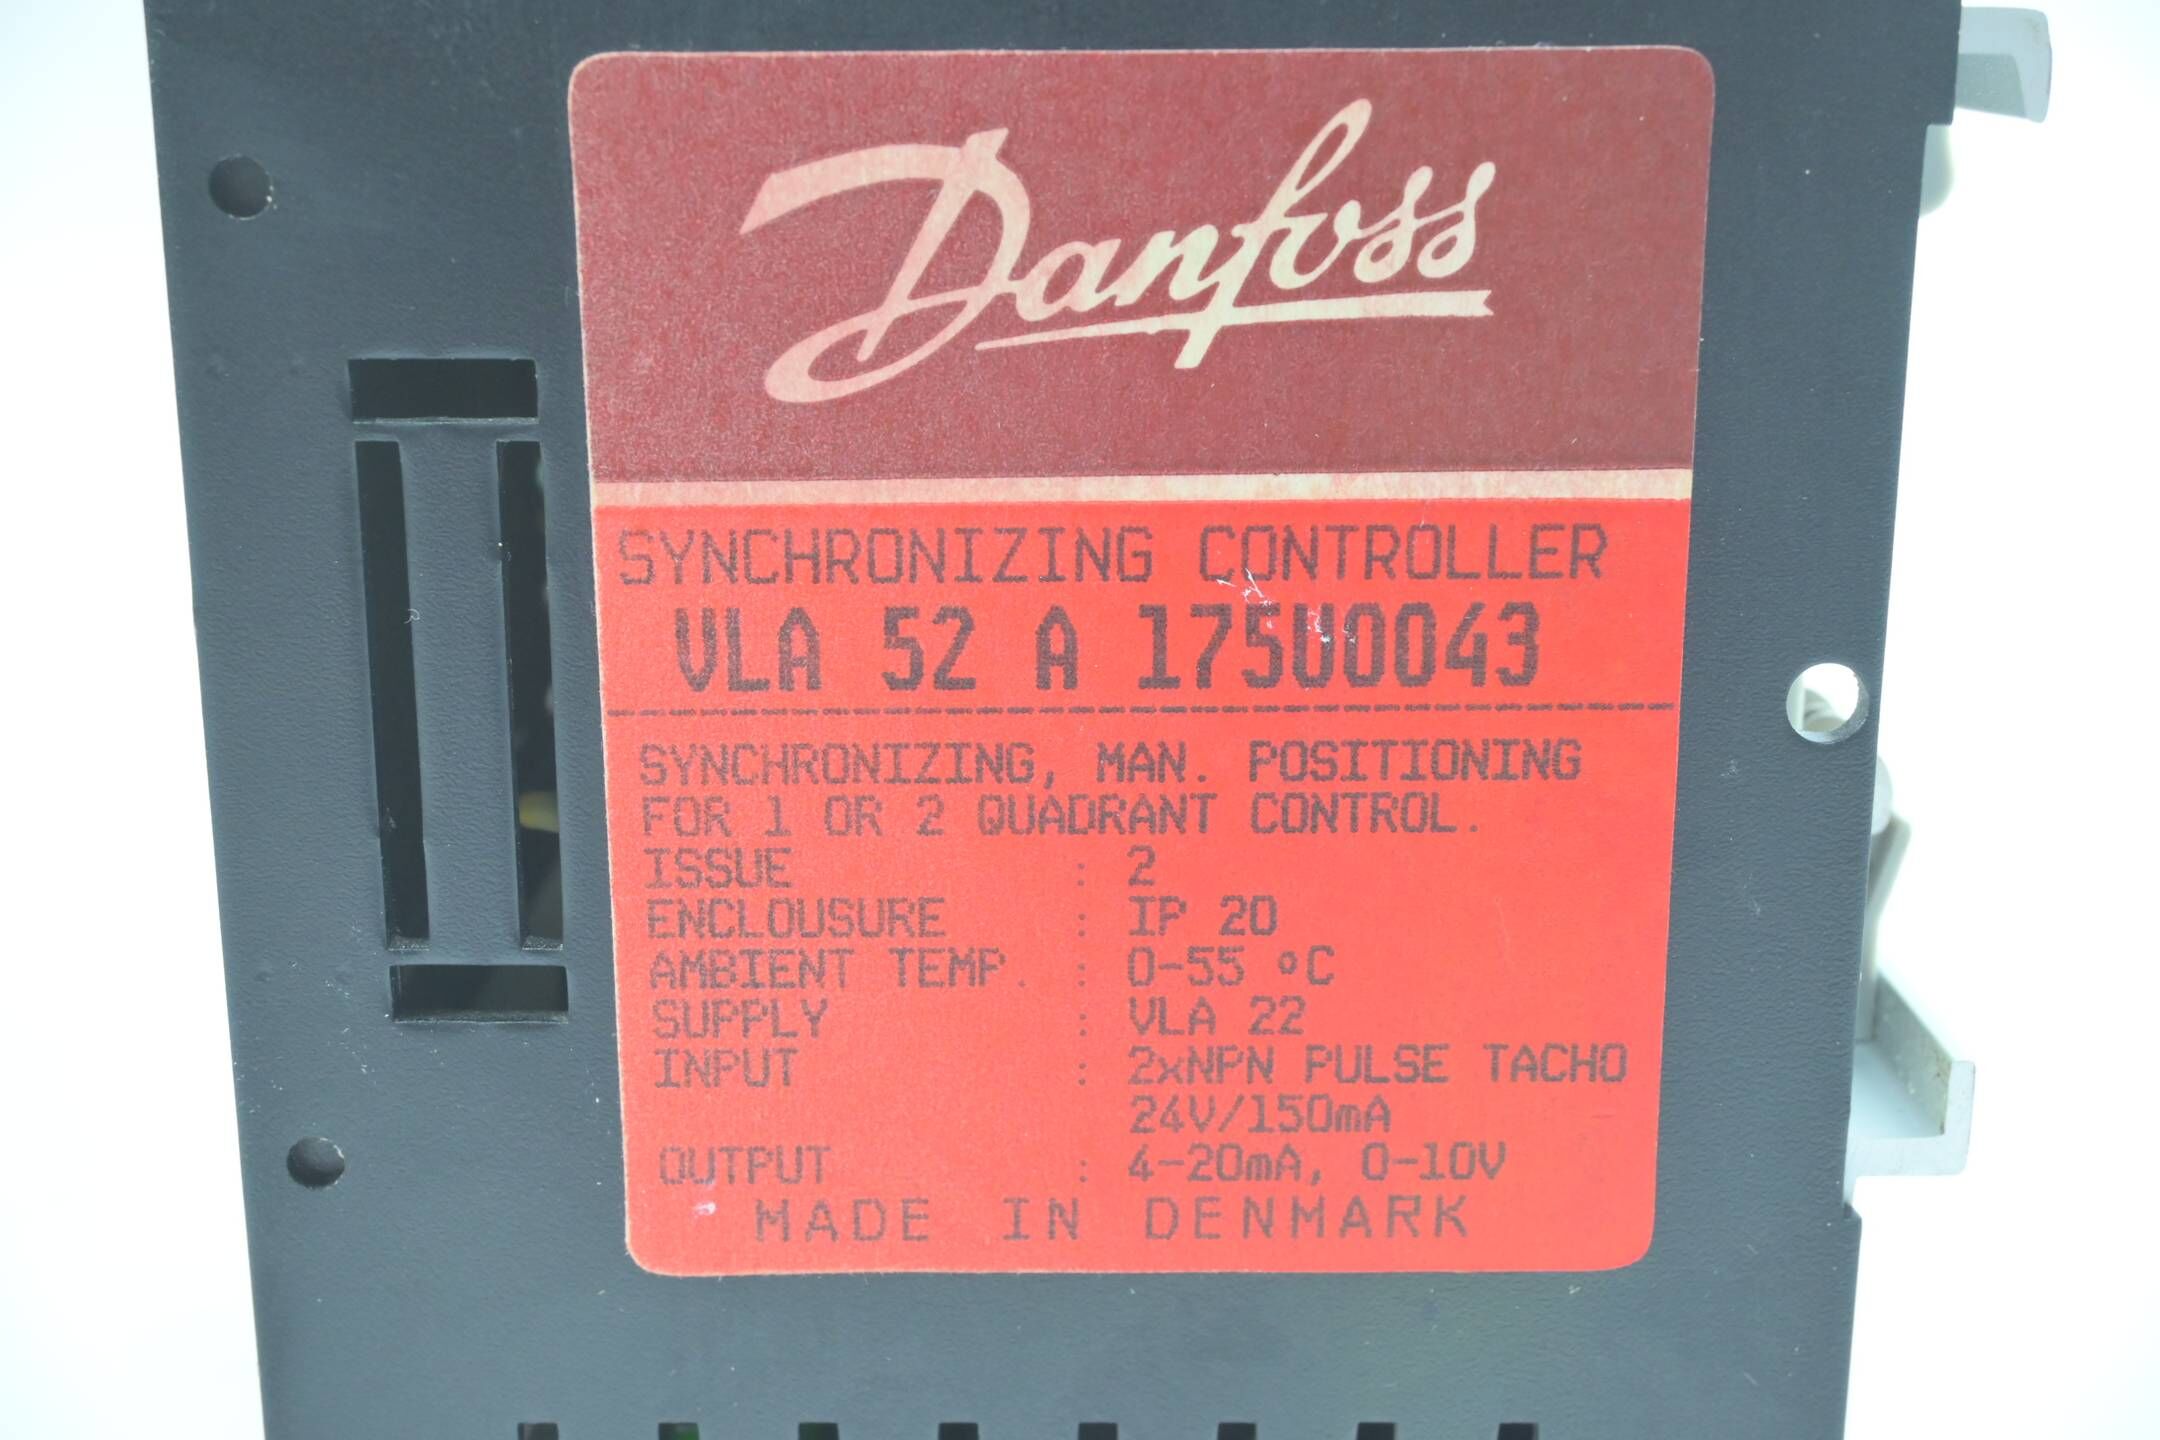 Danfoss
SYNCHRONIZING CONTROLLER
VLA 52 A 175U0043
SYNCHRONIZING, MAN. POSITIONING
FOR 1 OR 2 QUADRANT CONTROL.
ISSUE : 2
ENCLOUSURE : IP 20
AMBIENT TEMP. : 0-55 °C
SUPPLY : VLA 22
INPUT : 2xNPN PULSE TACHO
24V/150mA
OUTPUT : 4-20mA, 0-10V
MADE IN DENMARK